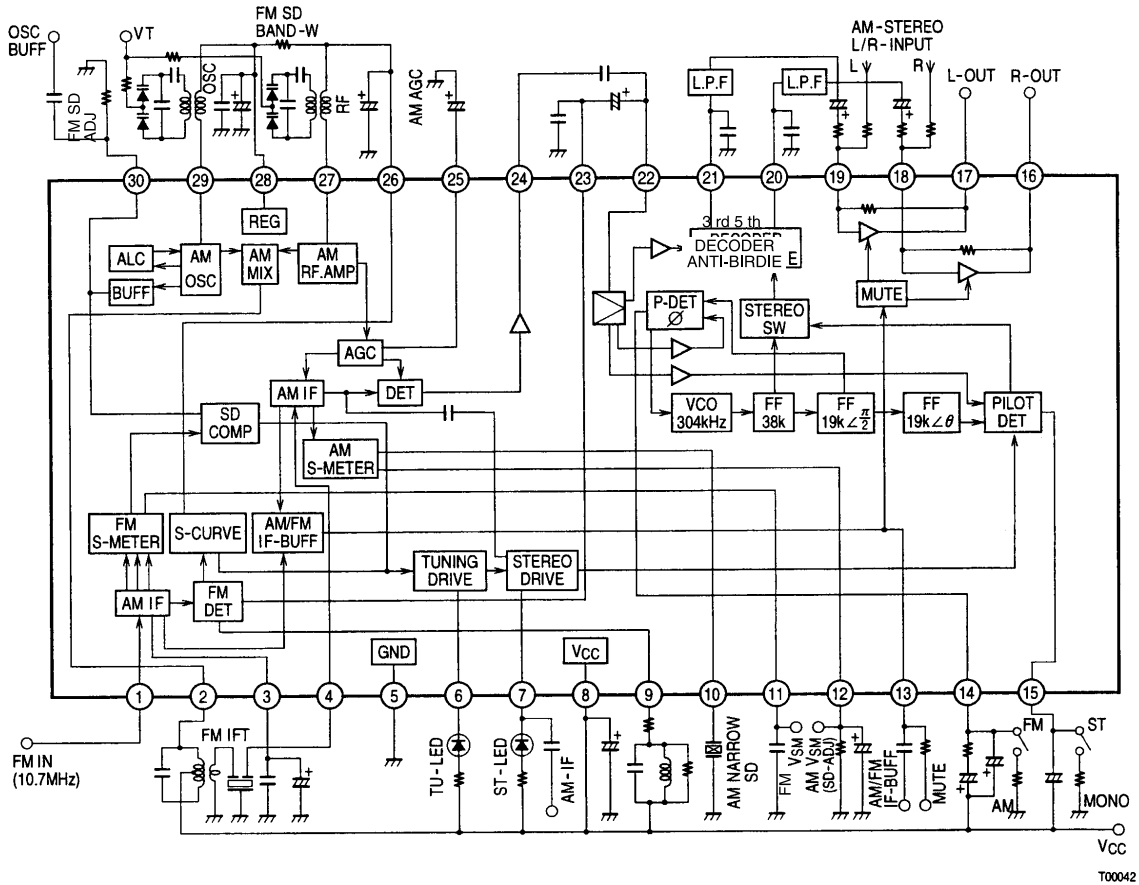 OSC
BUFF
VT
FM SD
BAND-W
AM-STEREO
L/R-INPUT
L
R
L-OUT
R-OUT
FM SD
ADJ
OSC
RF
AM AGC
L.P.F
L.P.F
30
29
28
27
26
25
24
23
22
21
20
19
18
17
16
REG
ALC
AM
OSC
AM
MIX
AM
RF.AMP
BUFF
3 rd 5 th
DECODER
ANTI-BIRDIE
E
P-DET
Ø
STEREO
SW
MUTE
AGC
AM IF
DET
SD
COMP
AM
S-METER
VCO
304kHz
FF
38k
FF
19k∠π/2
FF
19k∠θ
PILOT
DET
FM
S-METER
S-CURVE
AM/FM
IF-BUFF
TUNING
DRIVE
STEREO
DRIVE
AM IF
FM
DET
GND
VCC
1
2
3
4
5
6
7
8
9
10
11
12
13
14
15
FM IN
(10.7MHz)
FM IFT
TU-LED
ST-LED
AM-IF
AM NARROW
SD
FM VSM
AM VSM
(SD-ADJ)
AM/FM
IF-BUFF
MUTE
FM
AM
ST
MONO
VCC
T00042